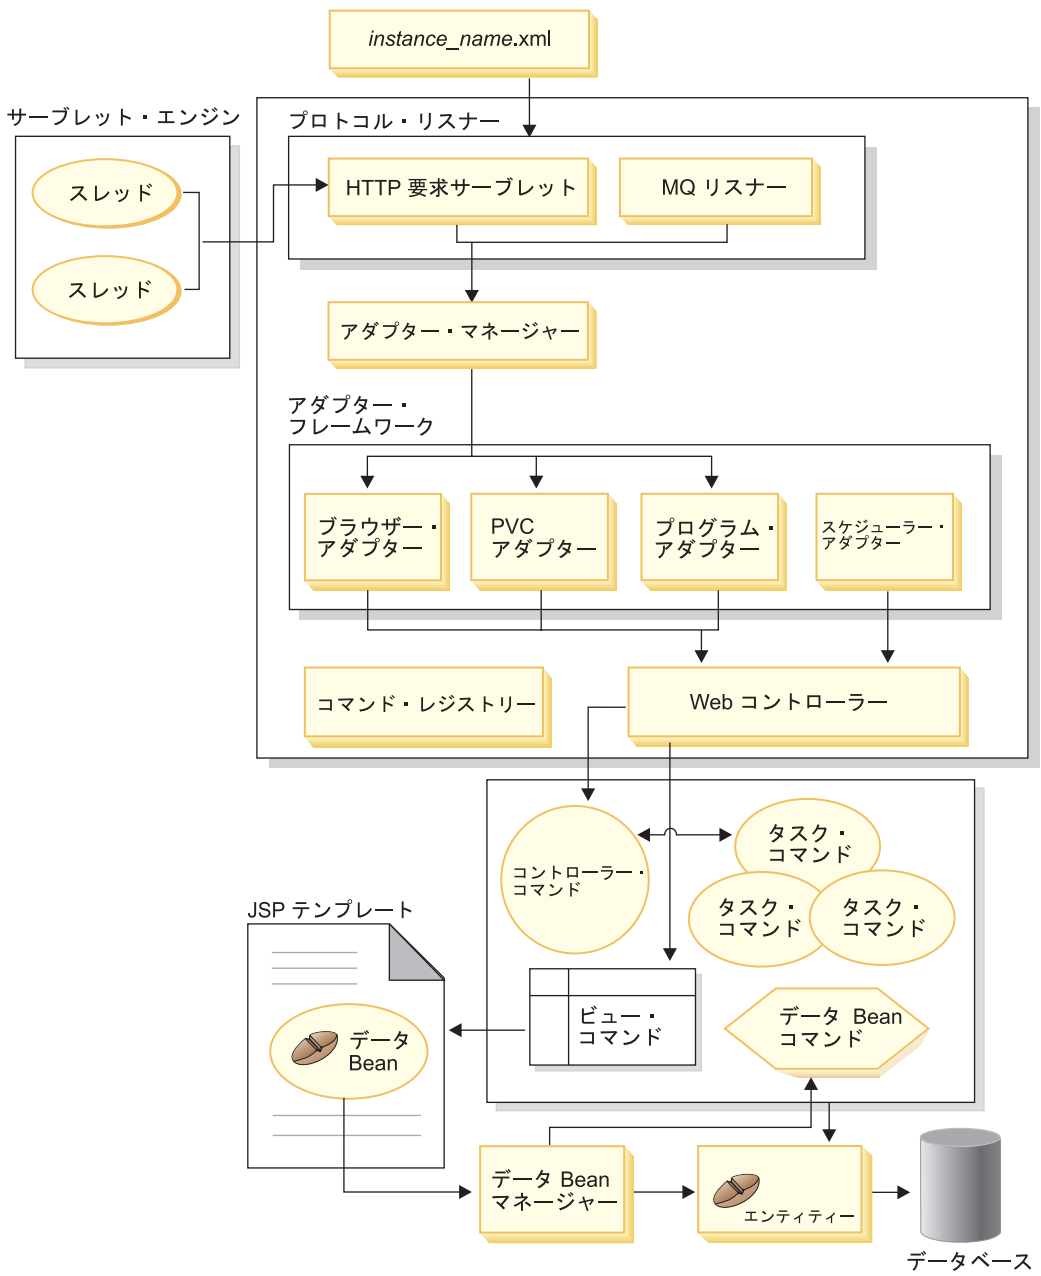 instance_name.xml
サーブレット・エンジン
プロトコル・リスナー
スレッド
スレッド
HTTP 要求サーブレット
MQ リスナー
アダプター・マネージャー
アダプター・
フレームワーク
ブラウザー・
アダプター
PVC
アダプター
プログラム・
アダプター
スケジューラー・
アダプター
コマンド・レジストリー
Web コントローラー
コントローラー・
コマンド
タスク・
コマンド
タスク・
コマンド
タスク・
コマンド
JSP テンプレート
データ
Bean
ビュー・
コマンド
データ Bean
コマンド
データ Bean
マネージャー
エンティティー
データベース